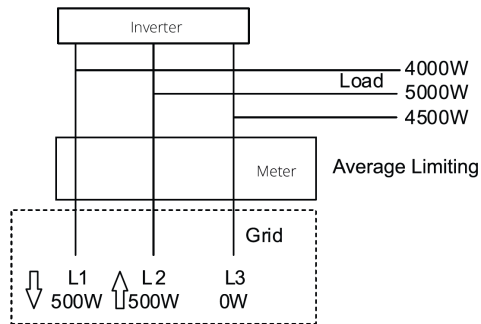 Inverter
4000W
Load
5000W
4500W
Meter
Average Limiting
Grid
L1 L2 L3
500W 500W 0W